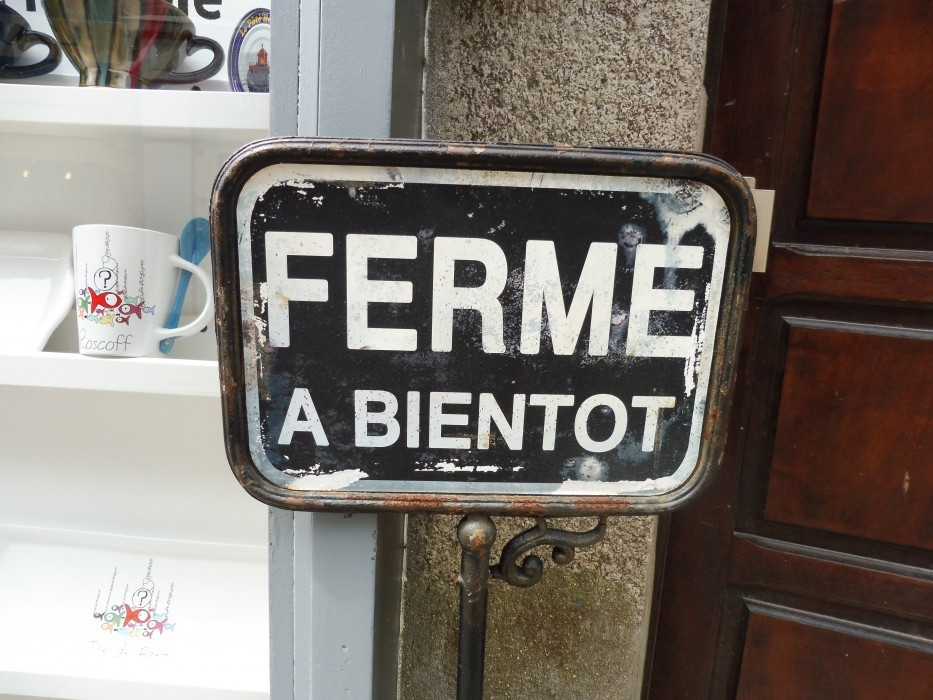 FERME
A BIENTOT
?
Roscoff
?